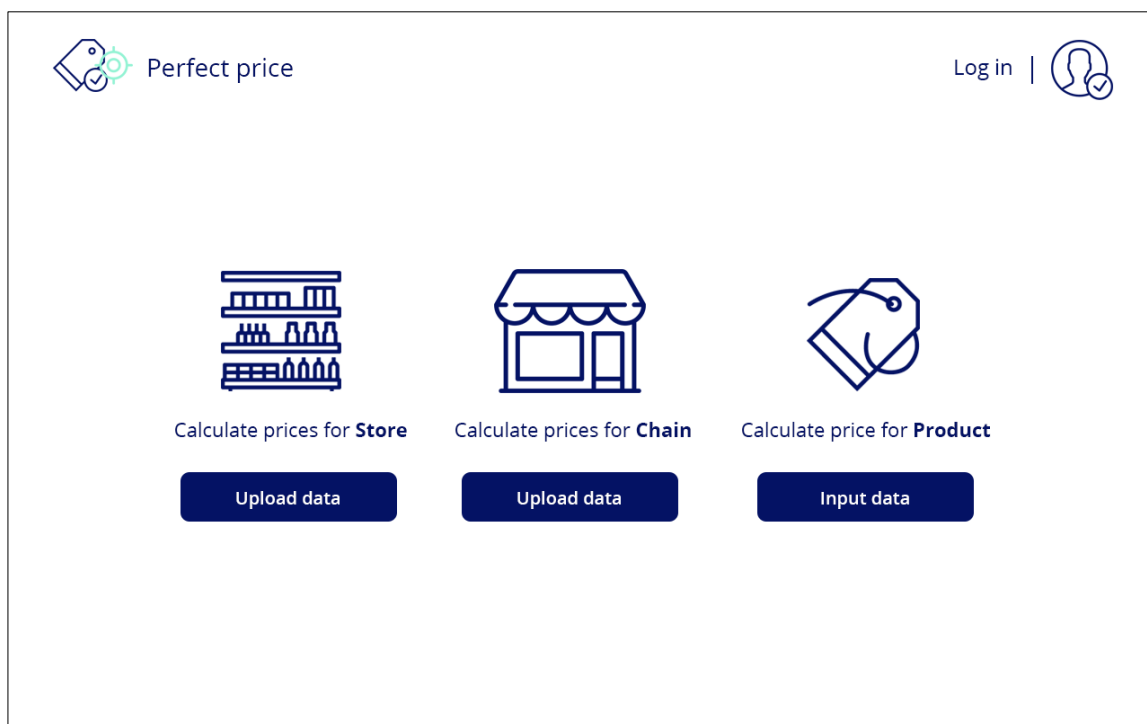 Perfect price
Log in |
Calculate prices for Store
Calculate prices for Chain
Calculate price for Product
Upload data
Upload data
Input data